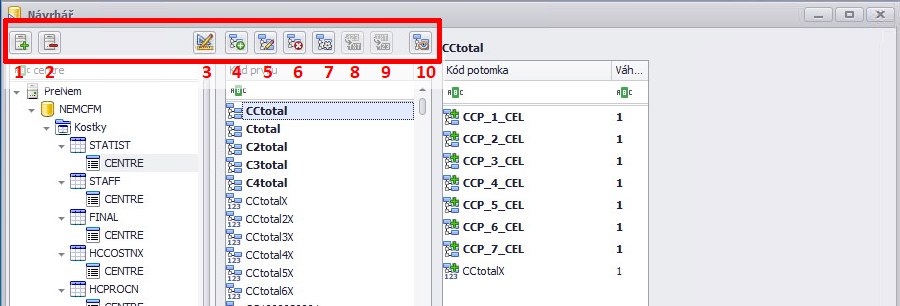 Návrhář
1 2 3 4 5 6 7 8 9 10
CCtotal
centre
Kód prvku
Kód potomka Váh...
PreNem
NEMCFM
Kostky
STATIST
CENTRE
STAFF
CENTRE
FINAL
CENTRE
HCCOSTNX
CENTRE
HCPROCN
CENTRE
CCtotal
Ctotal
C2total
C3total
C4total
CCtotalX
CCtotal2X
CCtotal3X
CCtotal4X
CCtotal5X
CCtotal6X
CCP_1_CEL 1
CCP_2_CEL 1
CCP_3_CEL 1
CCP_4_CEL 1
CCP_5_CEL 1
CCP_6_CEL 1
CCP_7_CEL 1
CCtotalX 1